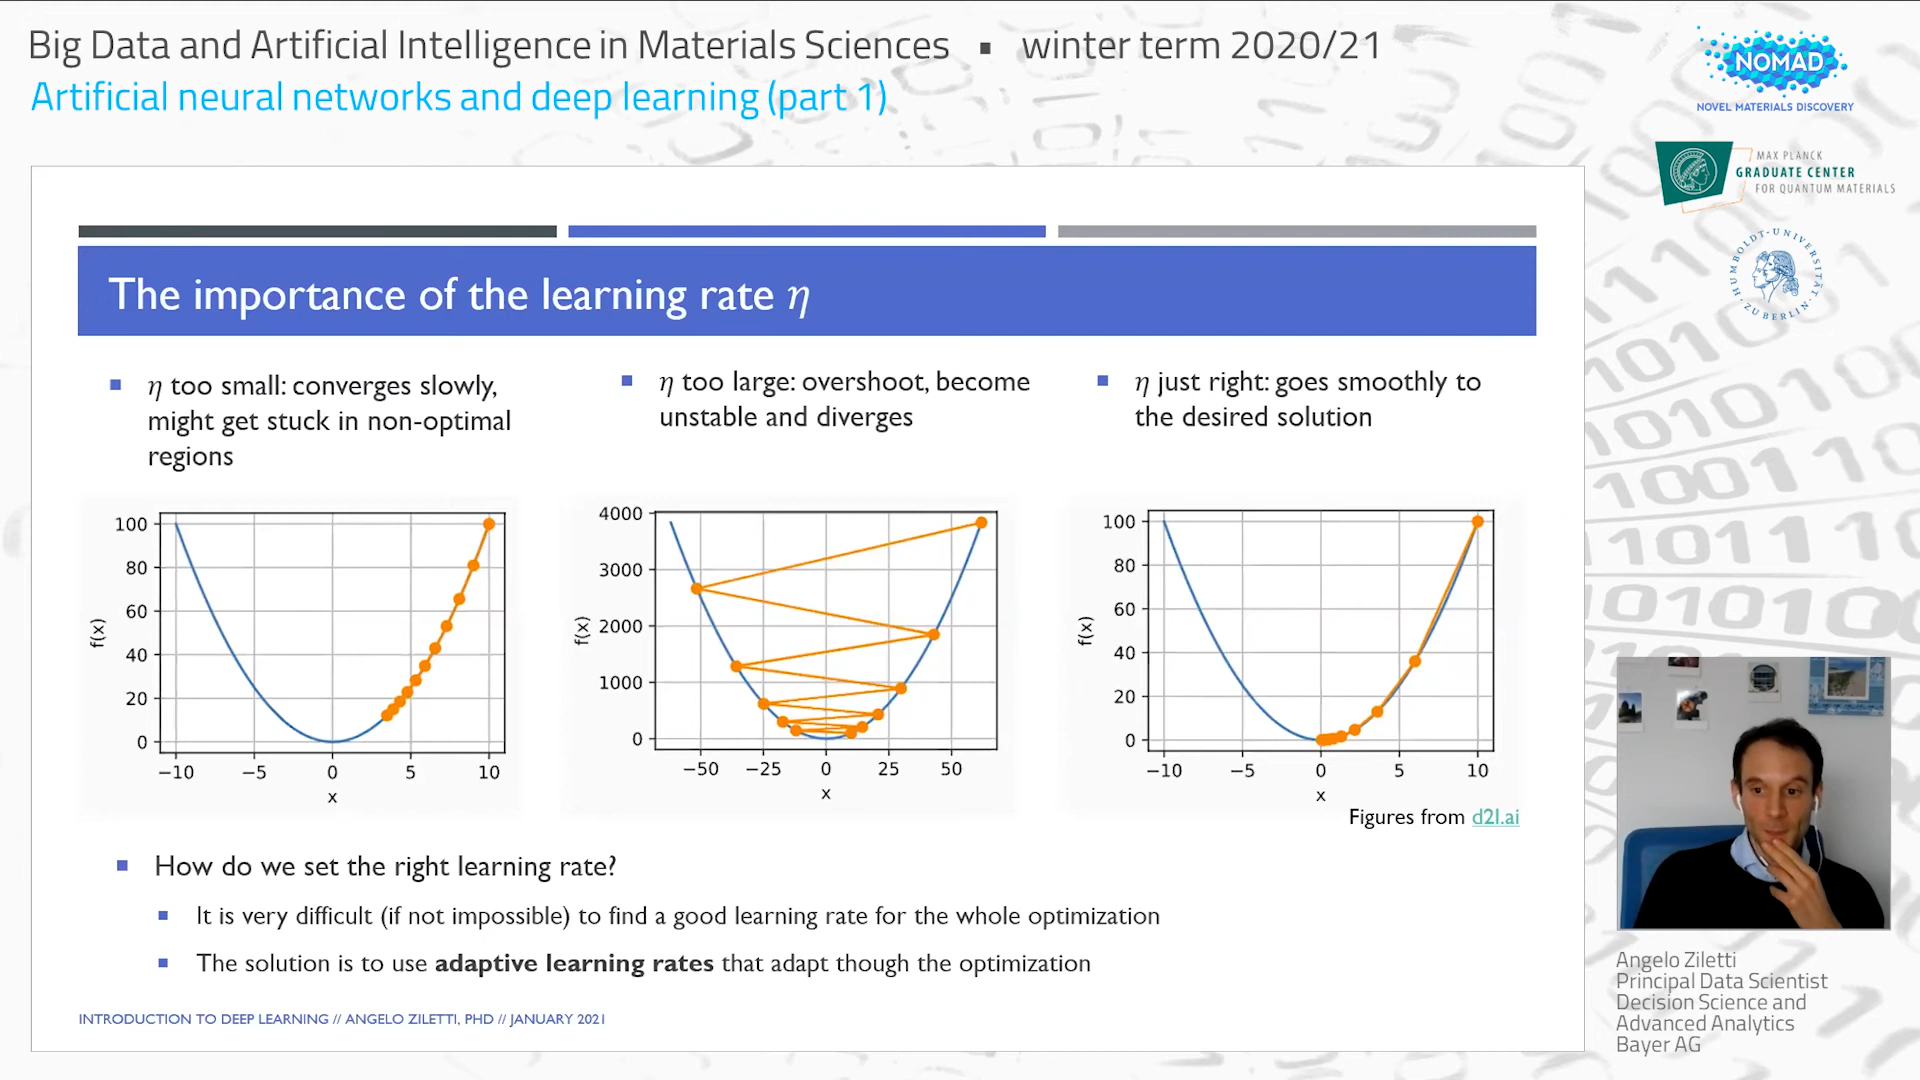 Big Data and Artificial Intelligence in Materials Sciences ▪ winter term 2020/21
Artificial neural networks and deep learning (part 1)
NOMAD
NOVEL MATERIALS DISCOVERY
MAX PLANCK
GRADUATE CENTER
FOR QUANTUM MATERIALS
HUMBOLDT-UNIVERSITÄT
ZU BERLIN
The importance of the learning rate η
η too small: converges slowly,
might get stuck in non-optimal
regions
η too large: overshoot, become
unstable and diverges
η just right: goes smoothly to
the desired solution
100
80
60
40
20
0
f(x)
−10 −5 0 5 10
x
4000
3000
2000
1000
0
f(x)
−50 −25 0 25 50
x
100
80
60
40
20
0
f(x)
−10 −5 0 5 10
x
Figures from d2l.ai
How do we set the right learning rate?
It is very difficult (if not impossible) to find a good learning rate for the whole optimization
The solution is to use adaptive learning rates that adapt though the optimization
INTRODUCTION TO DEEP LEARNING // ANGELO ZILETTI, PHD // JANUARY 2021
Angelo Ziletti
Principal Data Scientist
Decision Science and
Advanced Analytics
Bayer AG